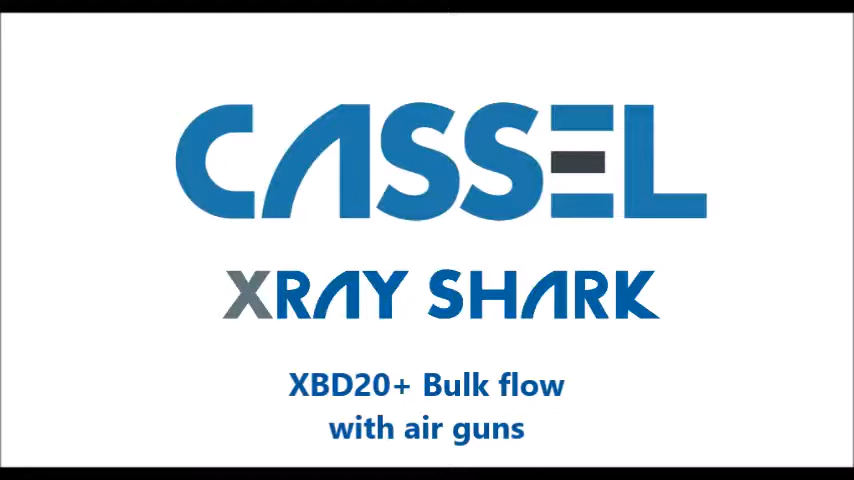 CASSEL
XRAY SHARK
XBD20+ Bulk flow
with air guns